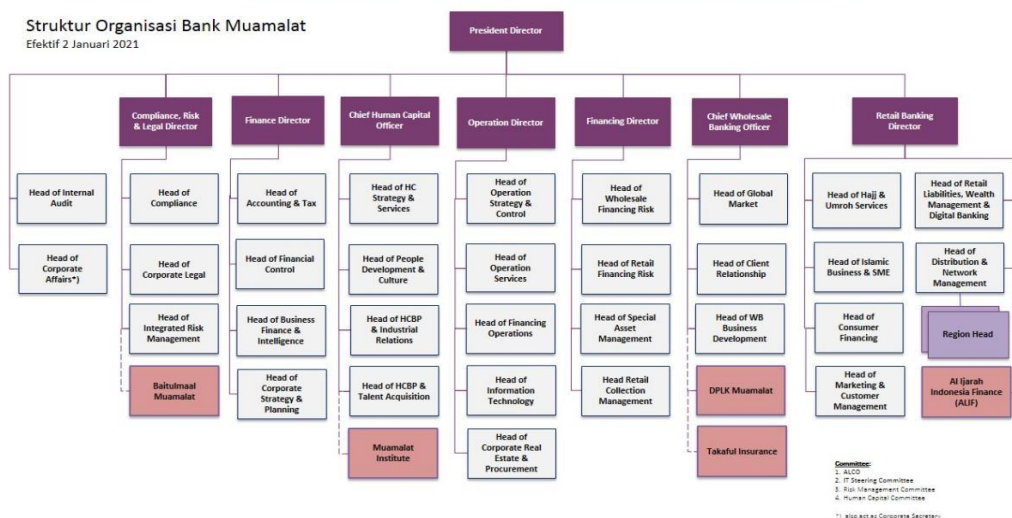 Struktur Organisasi Bank Muamalat
Efektif 2 Januari 2021
President Director
Compliance, Risk
& Legal Director
Finance Director
Chief Human Capital
Officer
Operation Director
Financing Director
Chief Wholesale
Banking Officer
Retail Banking
Director
Head of Internal
Audit
Head of
Compliance
Head of
Accounting & Tax
Head of HC
Strategy &
Services
Head of
Operation
Strategy &
Control
Head of
Wholesale
Financing Risk
Head of Global
Market
Head of Hajj &
Umroh Services
Head of Retail
Liabilities, Wealth
Management &
Digital Banking
Head of
Corporate
Affairs*)
Head of
Corporate Legal
Head of Financial
Control
Head of People
Development &
Culture
Head of
Operation
Services
Head of Retail
Financing Risk
Head of Client
Relationship
Head of Islamic
Business & SME
Head of
Distribution &
Network
Management
Head of
Integrated Risk
Management
Head of Business
Finance &
Intelligence
Head of HCBP
& Industrial
Relations
Head of Financing
Operations
Head of Special
Asset
Management
Head of WB
Business
Development
Head of
Consumer
Financing
Region Head
Baitulmaal
Muamalat
Head of
Corporate
Strategy &
Planning
Head of HCBP &
Talent Acquisition
Head of
Information
Technology
Head Retail
Collection
Management
DPLK Muamalat
Head of
Marketing &
Customer
Management
Al Ijarah
Indonesia Finance
(ALIF)
Muamalat
Institute
Head of
Corporate Real
Estate &
Procurement
Takaful Insurance
Committee:
1. ALCO
2. IT Steering Committee
3. Risk Management Committee
4. Human Capital Committee
*) also act as Corporate Secretary